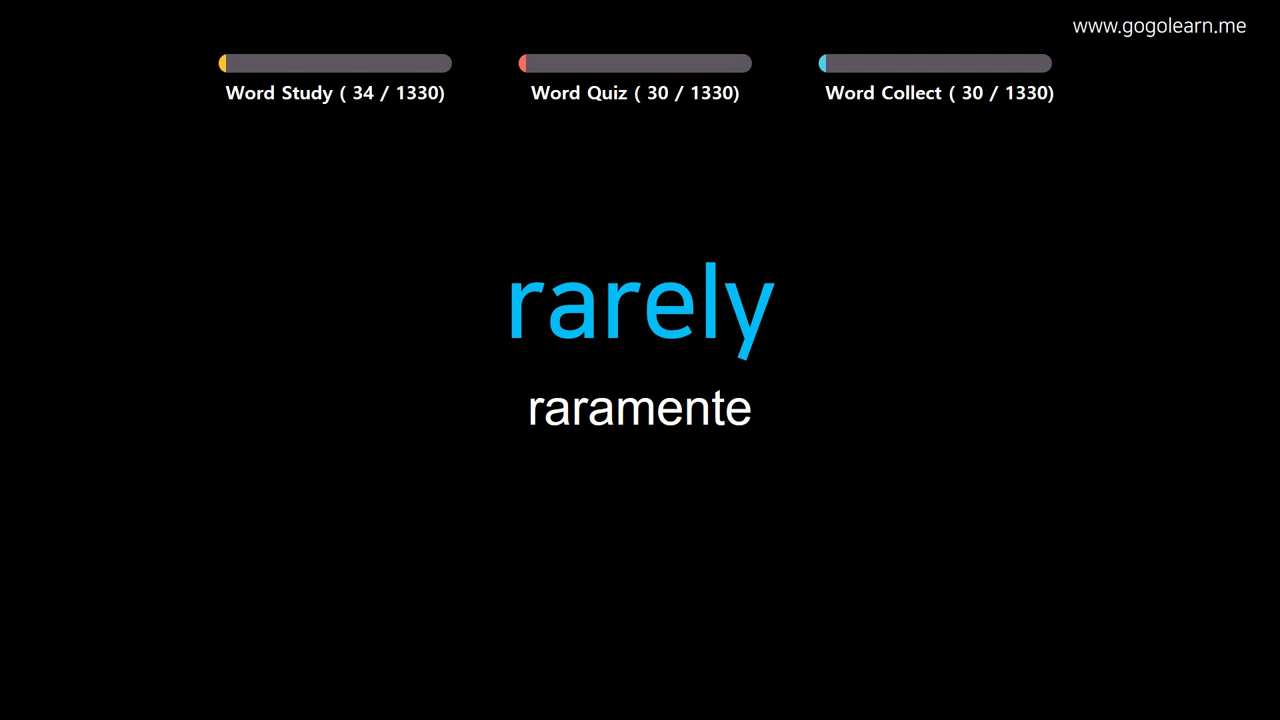 www.gogolearn.me
Word Study ( 34 / 1330)
Word Quiz ( 30 / 1330)
Word Collect ( 30 / 1330)
rarely
raramente